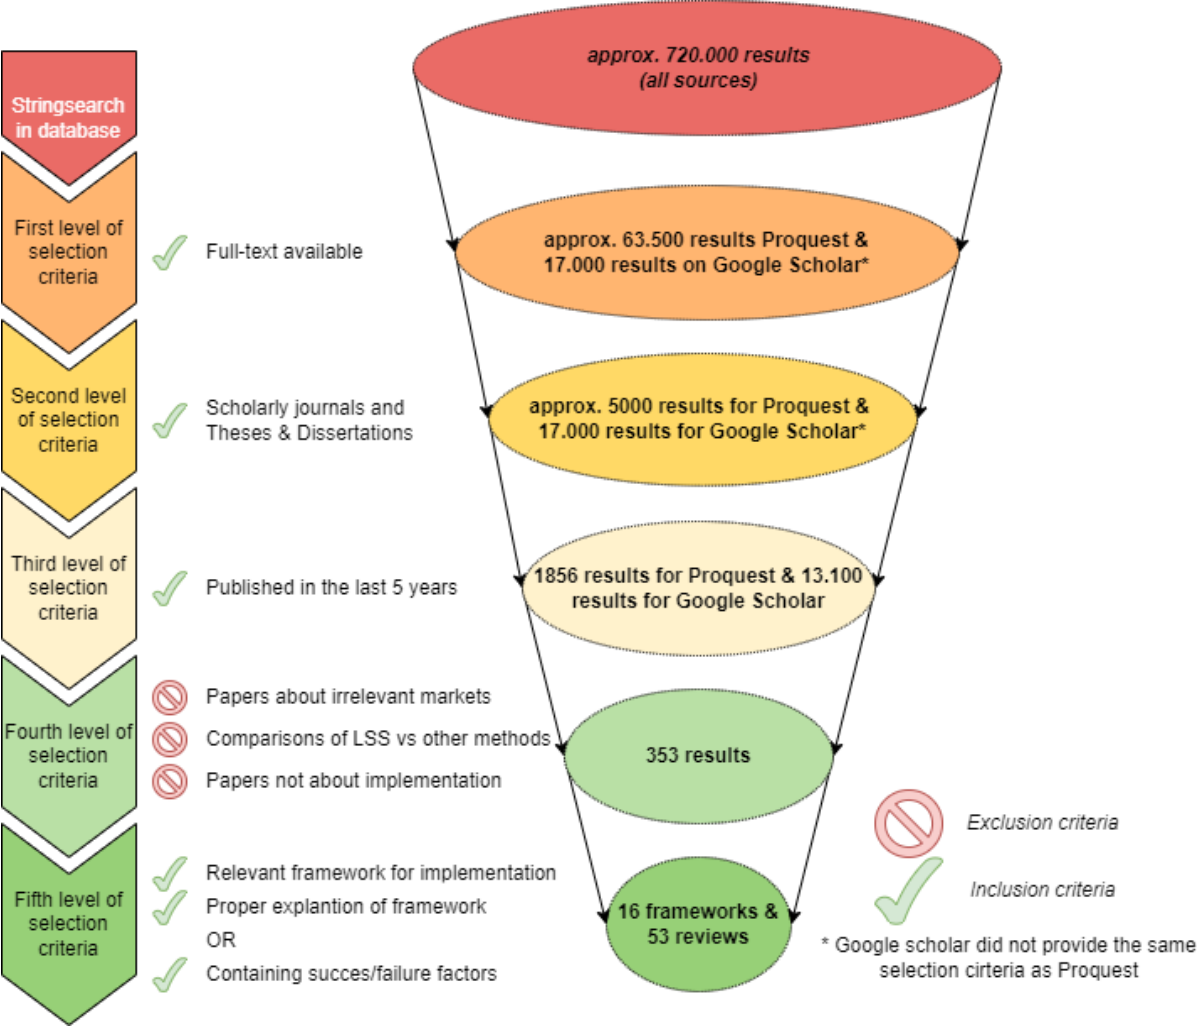 approx. 720.000 results
(all sources)
Stringsearch
in database
First level of
selection
criteria
Full-text available
approx. 63.500 results Proquest &
17.000 results on Google Scholar*
Second level
of selection
criteria
Scholarly journals and
Theses & Dissertations
approx. 5000 results for Proquest &
17.000 results for Google Scholar*
Third level of
selection
criteria
Published in the last 5 years
1856 results for Proquest & 13.100
results for Google Scholar
Fourth level of
selection
criteria
Papers about irrelevant markets
Comparisons of LSS vs other methods
Papers not about implementation
353 results
Fifth level of
selection
criteria
Relevant framework for implementation
Proper explantion of framework
OR
Containing succes/failure factors
16 frameworks &
53 reviews
Exclusion criteria
Inclusion criteria
* Google scholar did not provide the same
selection cirteria as Proquest